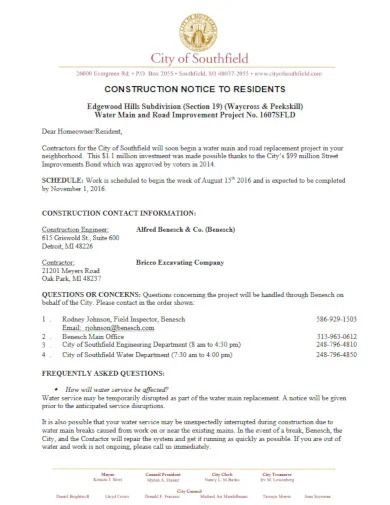 City of Southfield
26000 Evergreen Rd. • P.O. Box 2055 • Southfield, MI 48037-2055 • www.cityofsouthfield.com
CONSTRUCTION NOTICE TO RESIDENTS
Edgewood Hills Subdivision (Section 19) (Waycross & Peekskill)
Water Main and Road Improvement Project No. 1607SFLD
Dear Homeowner/Resident,
Contractors for the City of Southfield will soon begin a water main and road replacement project in your
neighborhood. This $1.1 million investment was made possible thanks to the City's $99 million Street
Improvements Bond which was approved by voters in 2014.
SCHEDULE: Work is scheduled to begin the week of August 15th 2016 and is expected to be completed
by November 1, 2016.
CONSTRUCTION CONTACT INFORMATION:
Construction Engineer: Alfred Benesch & Co. (Benesch)
615 Griswold St., Suite 600
Detroit, MI 48226
Contractor: Bricco Excavating Company
21201 Meyers Road
Oak Park, MI 48237
QUESTIONS OR CONCERNS: Questions concerning the project will be handled through Benesch on
behalf of the City. Please contact in the order shown:
1 . Rodney Johnson, Field Inspector, Benesch 586-929-1503
Email: rjohnson@benesch.com
2 . Benesch Main Office 313-963-0612
3 . City of Southfield Engineering Department (8 am to 4:30 pm) 248-796-4810
4 . City of Southfield Water Department (7:30 am to 4:00 pm) 248-796-4850
FREQUENTLY ASKED QUESTIONS:
• How will water service be affected?
Water service may be temporarily disrupted as part of the water main replacement. A notice will be given
prior to the anticipated service disruptions.
It is also possible that your water service may be unexpectedly interrupted during construction due to
water main breaks caused from work on or near the existing mains. In the event of a break, Benesch, the
City, and the Contactor will repair the system and get it running as quickly as possible. If you are out of
water and work is not ongoing, please call us immediately.
Mayor Council President City Clerk City Treasurer
Kenson J. Siver Myron A. Frasier Nancy L. M. Banks Irv M. Lowenberg
City Council
Daniel Brightwell Lloyd Crews Donald F. Fracassi Michael Ari Mandelbaum Tawnya Morris Joan Seymour